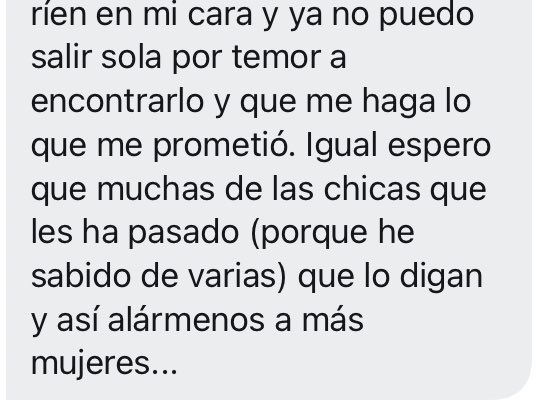 ríen en mi cara y ya no puedo
salir sola por temor a
encontrarlo y que me haga lo
que me prometió. Igual espero
que muchas de las chicas que
les ha pasado (porque he
sabido de varias) que lo digan
y así alármenos a más
mujeres...